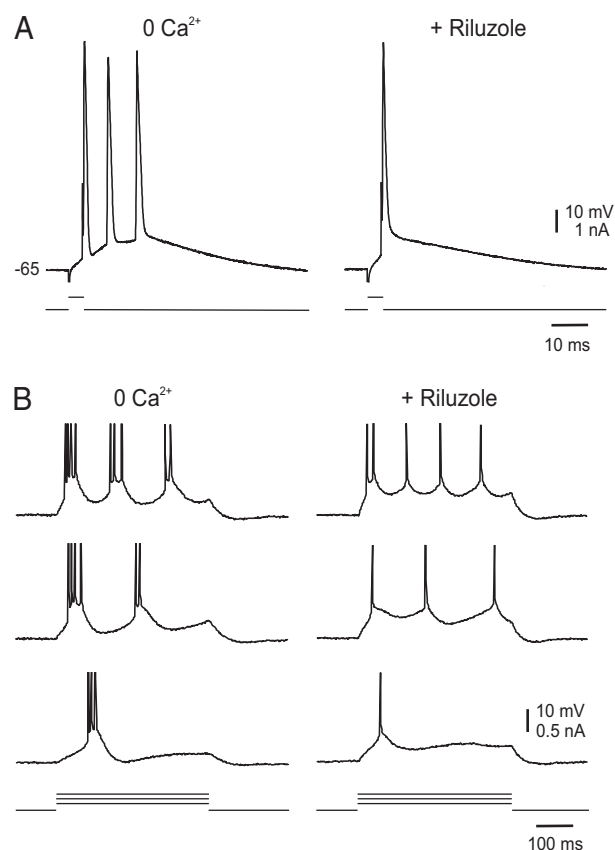 A
0 Ca²⁺
+ Riluzole
10 mV
1 nA
-65
10 ms
B
0 Ca²⁺
+ Riluzole
10 mV
0.5 nA
100 ms